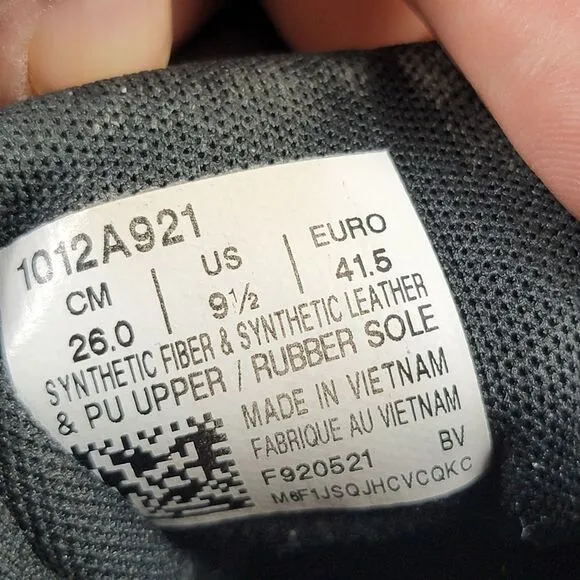 1012A921
CM | US | EURO
26.0 | 9½ | 41.5
SYNTHETIC FIBER & SYNTHETIC LEATHER
& PU UPPER / RUBBER SOLE
MADE IN VIETNAM
FABRIQUE AU VIETNAM
F920521 BV
M6F1JSQJHCVCQKC